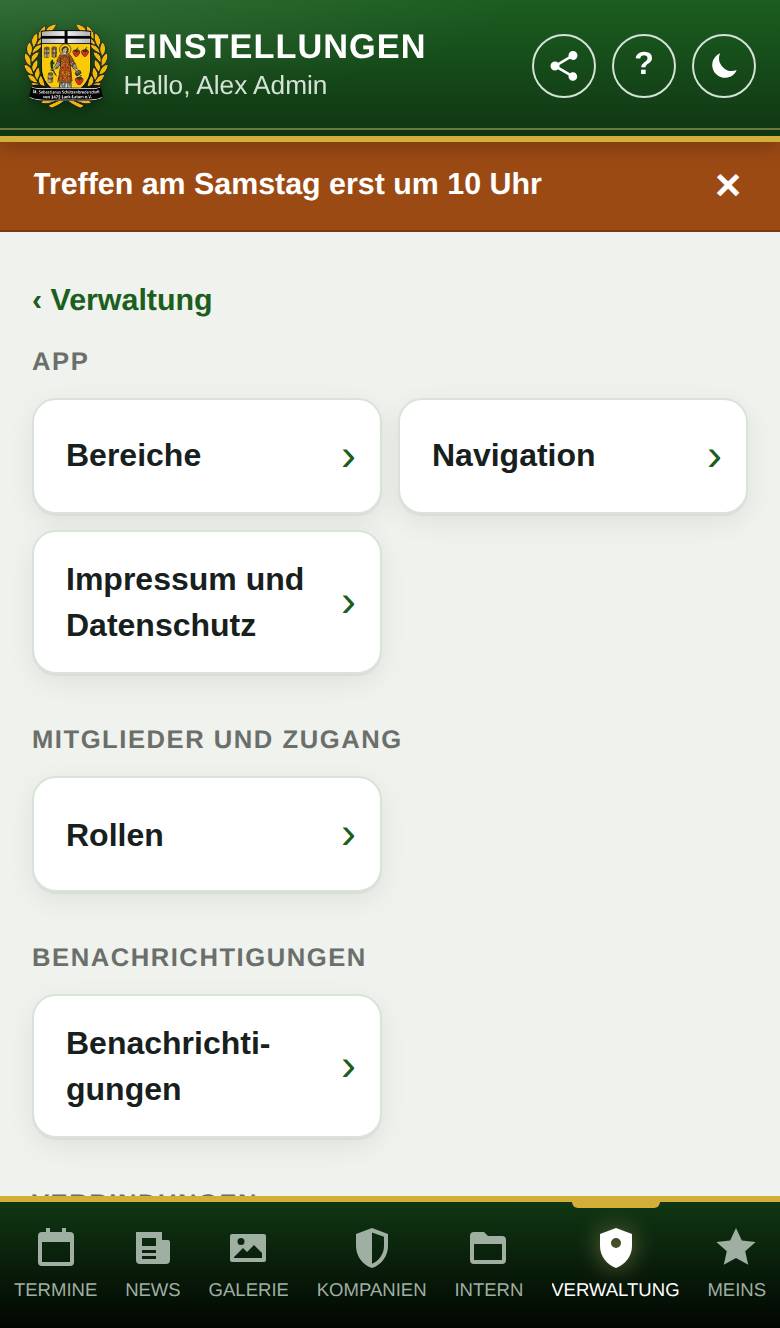 EINSTELLUNGEN
Hallo, Alex Admin
?
Treffen am Samstag erst um 10 Uhr
×
‹ Verwaltung
APP
Bereiche ›
Navigation ›
Impressum und
Datenschutz ›
MITGLIEDER UND ZUGANG
Rollen ›
BENACHRICHTIGUNGEN
Benachrichti-
gungen ›
TERMINE
NEWS
GALERIE
KOMPANIEN
INTERN
VERWALTUNG
MEINS